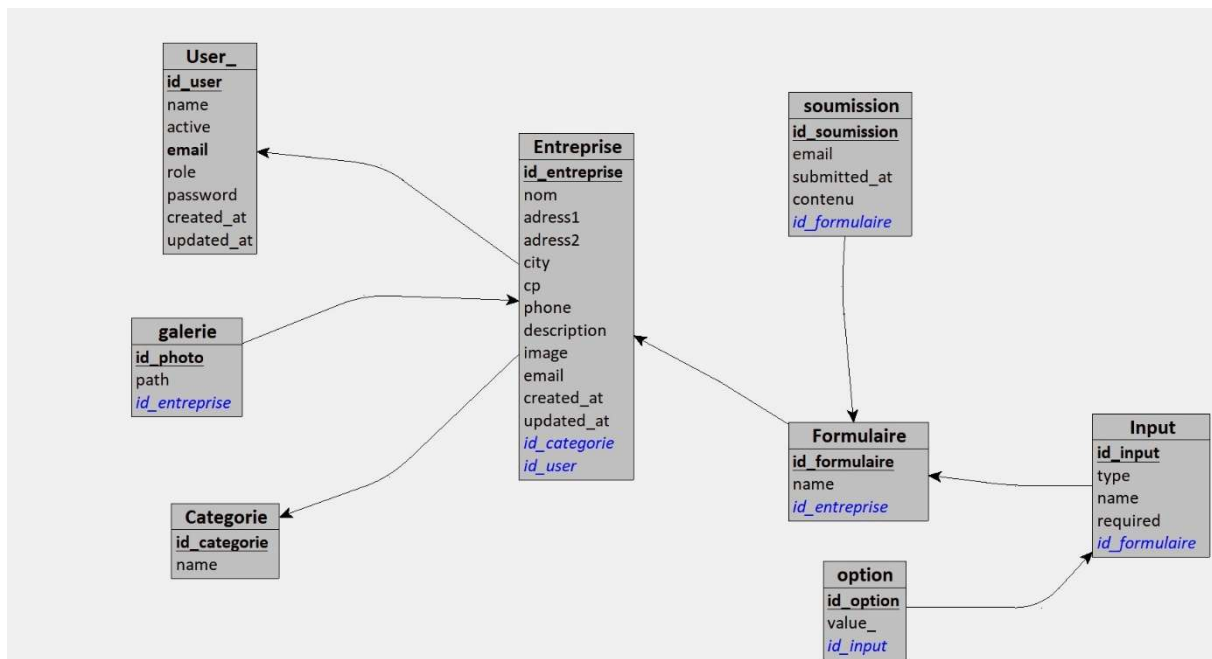 User_
id_user
name
active
email
role
password
created_at
updated_at
galerie
id_photo
path
id_entreprise
Categorie
id_categorie
name
Entreprise
id_entreprise
nom
adress1
adress2
city
cp
phone
description
image
email
created_at
updated_at
id_categorie
id_user
soumission
id_soumission
email
submitted_at
contenu
id_formulaire
Formulaire
id_formulaire
name
id_entreprise
option
id_option
value_
id_input
Input
id_input
type
name
required
id_formulaire